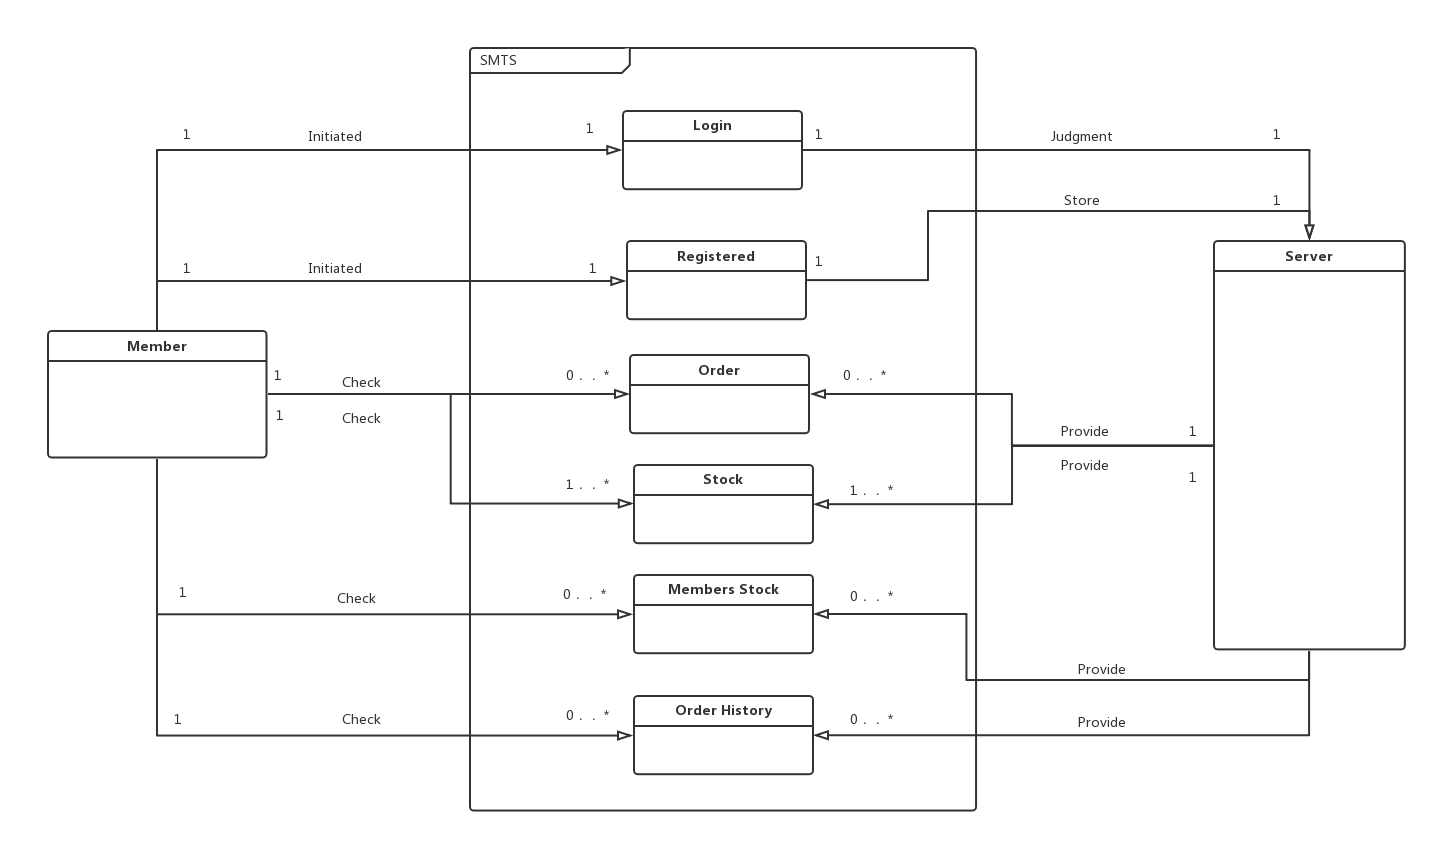 SMTS
Login
1 Initiated 1
1 Judgment 1
Store 1
Registered
1 Initiated 1
1
Server
Member
Order
1 Check 0 . . *
0 . . *
1 Check
Provide 1
Provide 1
Stock
1 . . *
1 . . *
Members Stock
1 Check 0 . . *
0 . . *
Provide
Order History
1 Check 0 . . *
0 . . *
Provide